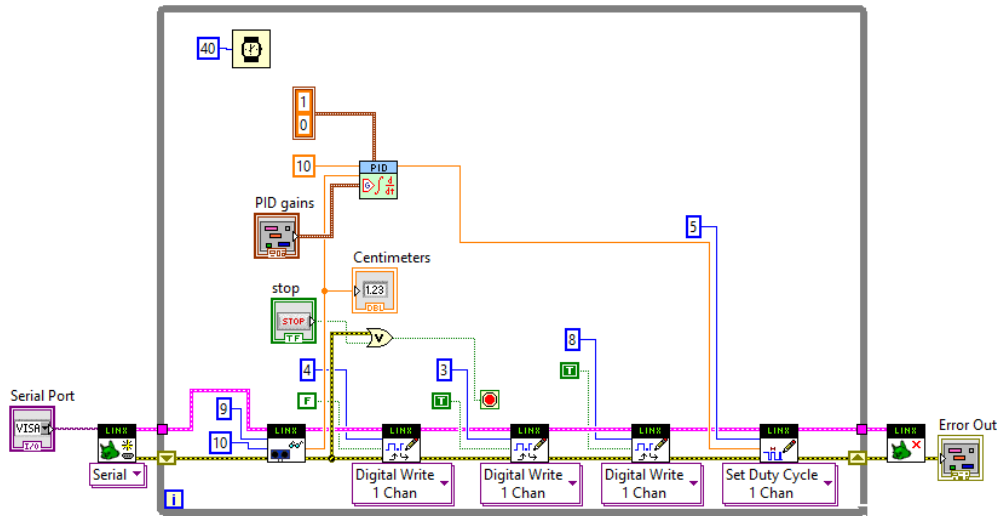 40
1
0
10
PID
PID gains
Centimeters
1.23
DBL
5
stop
STOP
TF
V
8
T
4
3
F
T
Serial Port
VISA
I/O
9
10
LINX
LINX
LINX
LINX
LINX
LINX
LINX
Serial
Digital Write
1 Chan
Digital Write
1 Chan
Digital Write
1 Chan
Set Duty Cycle
1 Chan
Error Out
i